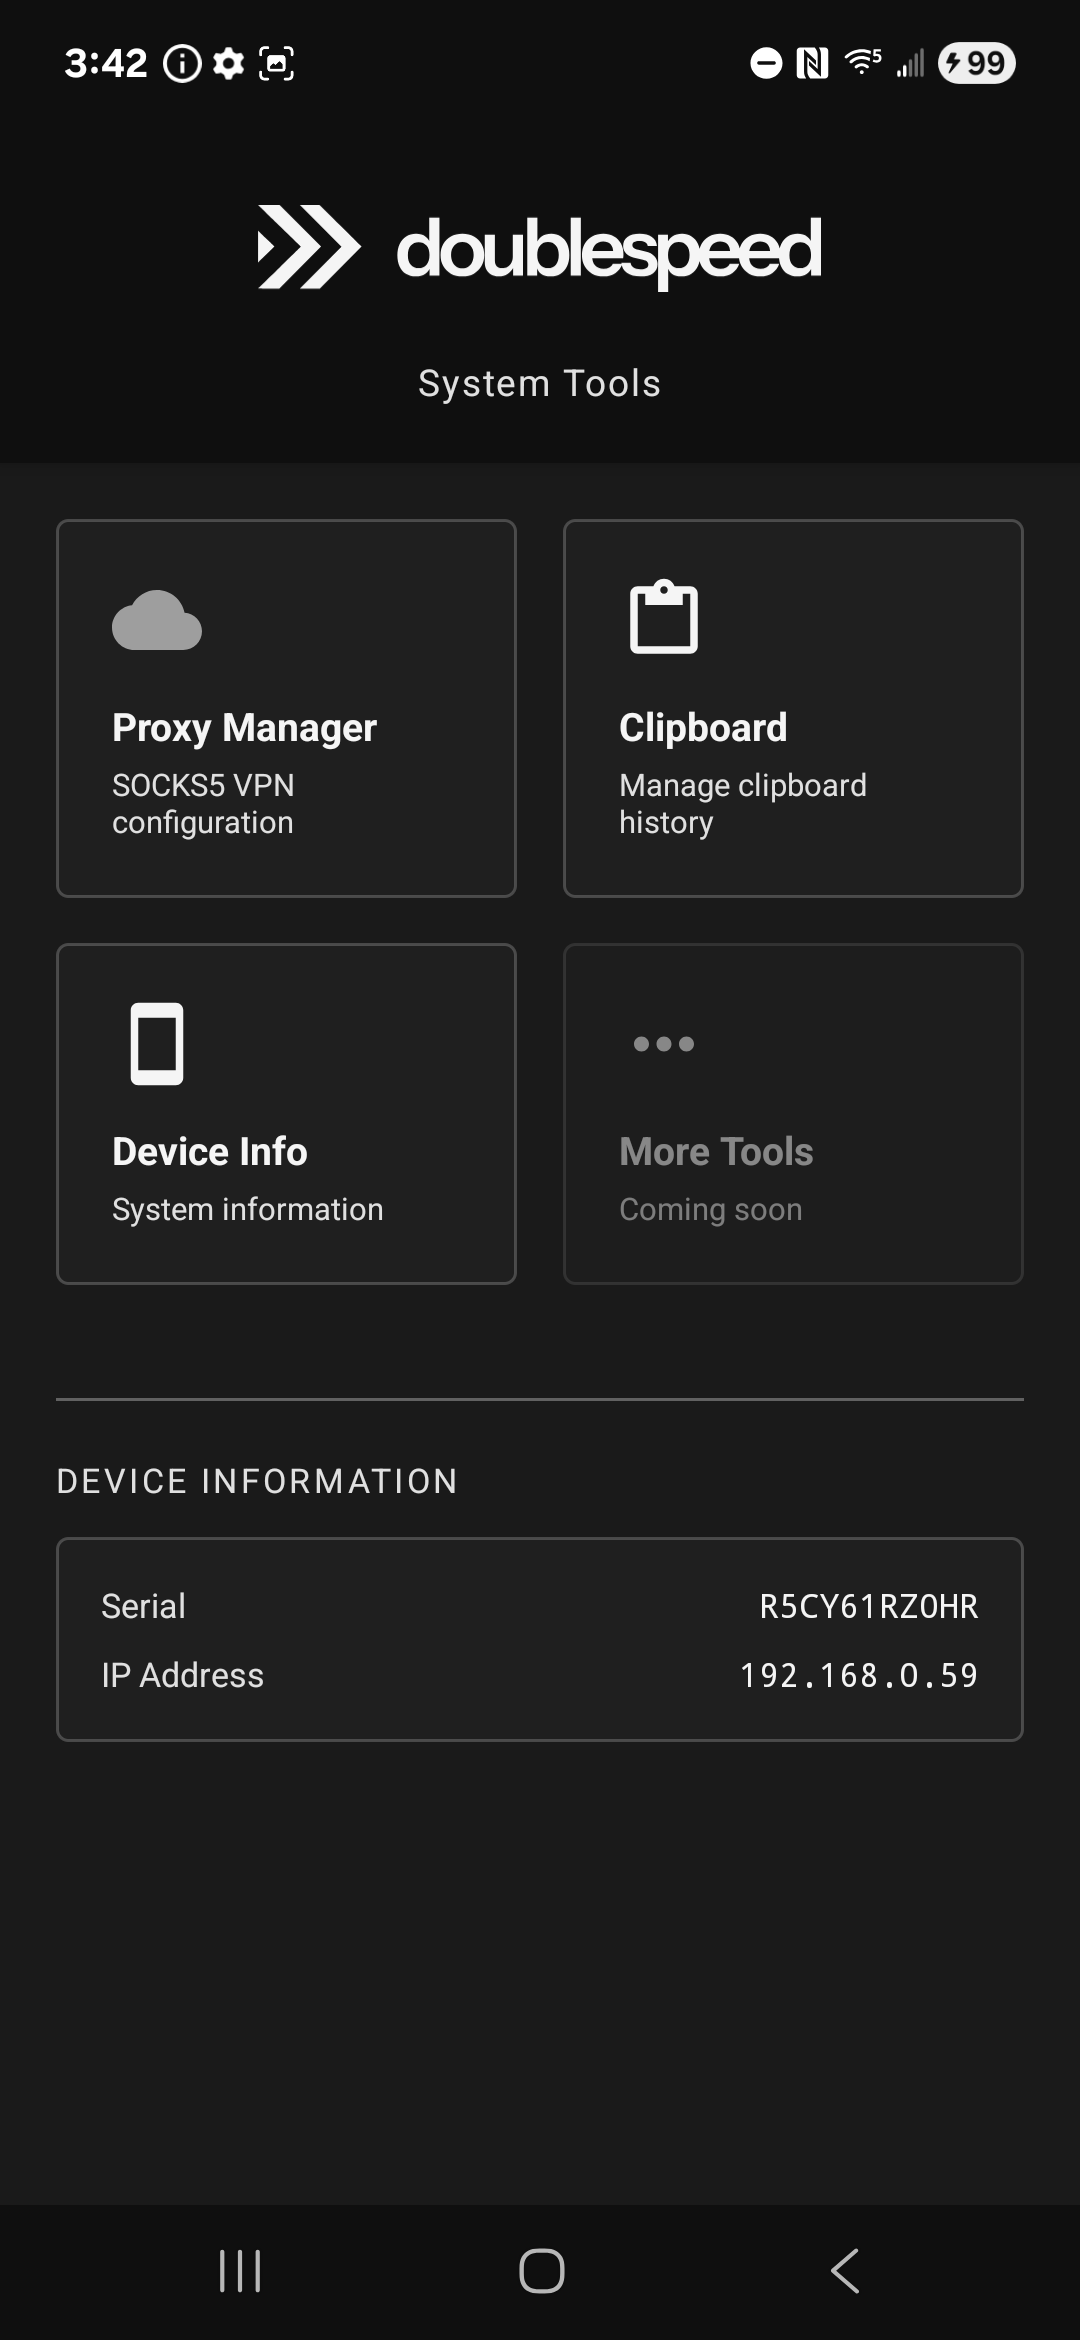 3:42
5
99
doublespeed
System Tools
Proxy Manager
SOCKS5 VPN
configuration
Clipboard
Manage clipboard
history
Device Info
System information
More Tools
Coming soon
DEVICE INFORMATION
Serial R5CY61RZ0HR
IP Address 192.168.0.59